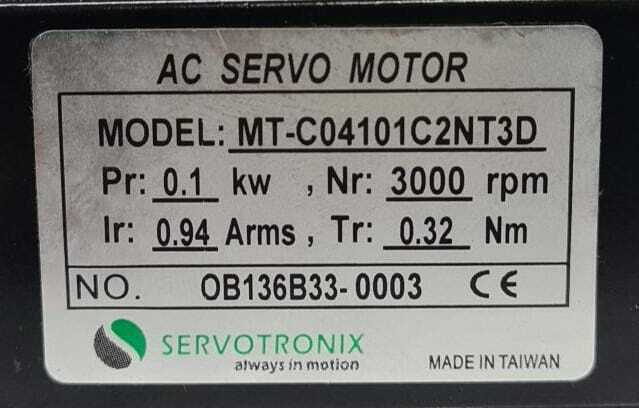 AC SERVO MOTOR
MODEL: MT-C04101C2NT3D
Pr: 0.1 kw , Nr: 3000 rpm
Ir: 0.94 Arms , Tr: 0.32 Nm
NO. OB136B33-0003 CE
SERVOTRONIX
always in motion
MADE IN TAIWAN